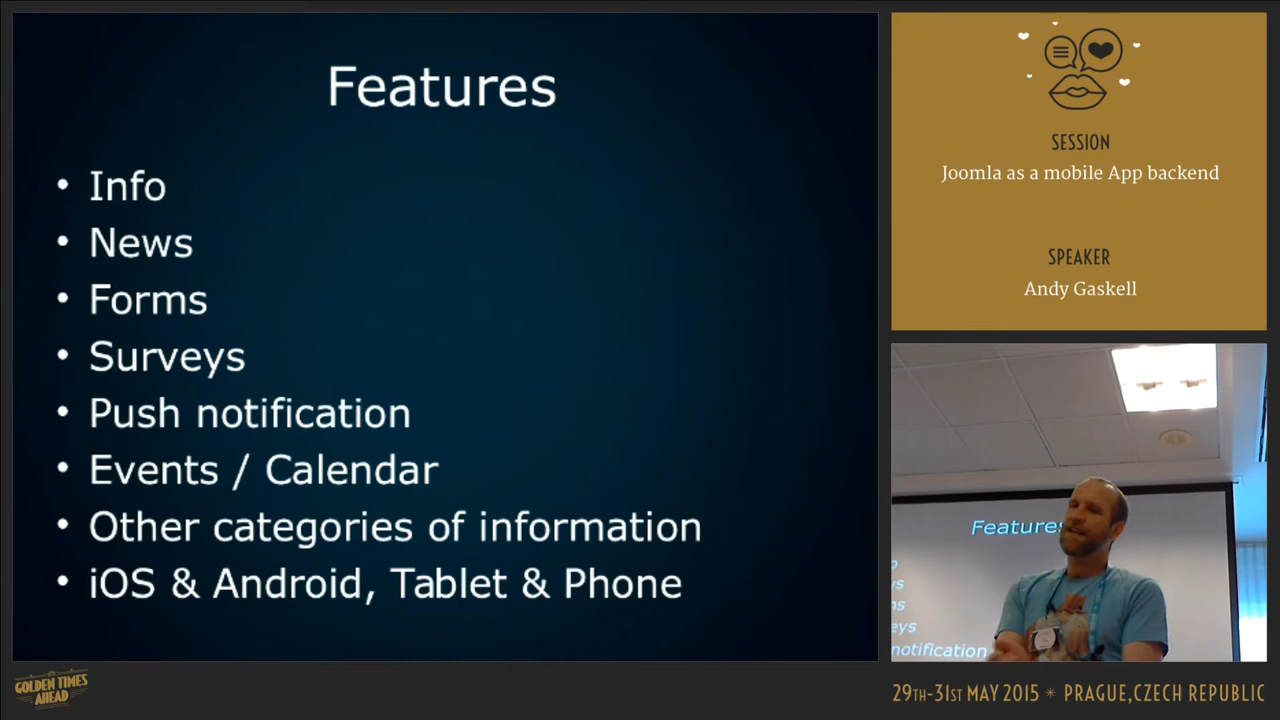 Features
• Info
• News
• Forms
• Surveys
• Push notification
• Events / Calendar
• Other categories of information
• iOS & Android, Tablet & Phone
SESSION
Joomla as a mobile App backend
SPEAKER
Andy Gaskell
Features
notification
GOLDEN TIMES
AHEAD
29TH-31ST MAY 2015 * PRAGUE,CZECH REPUBLIC